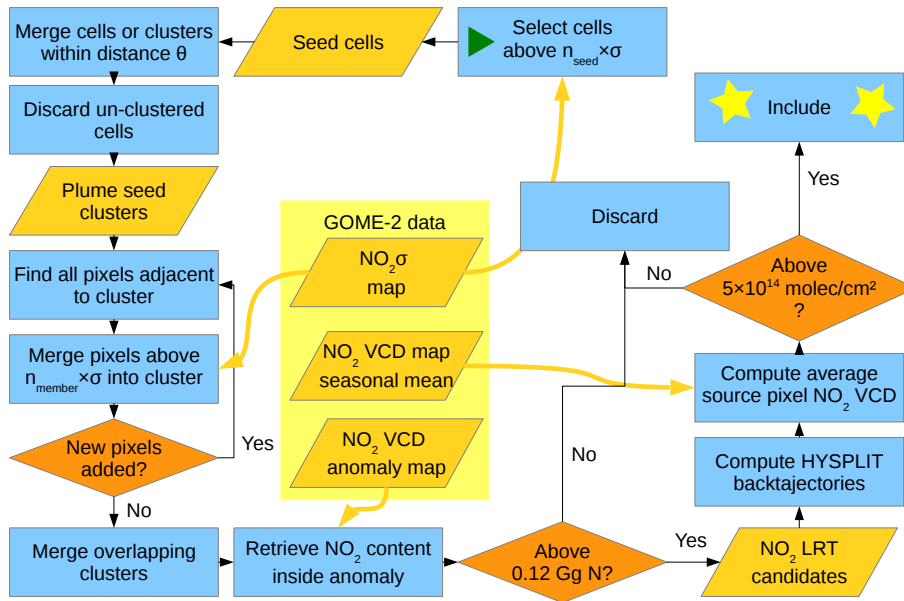 Merge cells or clusters
within distance θ
Seed cells
Select cells
above n_seed×σ
Include
Discard un-clustered
cells
Plume seed
clusters
Yes
GOME-2 data
Discard
NO₂σ
map
Find all pixels adjacent
to cluster
No
Above
5×10¹⁴ molec/cm²
?
Merge pixels above
n_member×σ into cluster
NO₂ VCD map
seasonal mean
Compute average
source pixel NO₂ VCD
New pixels
added?
Yes
NO₂ VCD
anomaly map
No
Compute HYSPLIT
backtajectories
No
Merge overlapping
clusters
Retrieve NO₂ content
inside anomaly
Above
0.12 Gg N?
Yes
NO₂ LRT
candidates